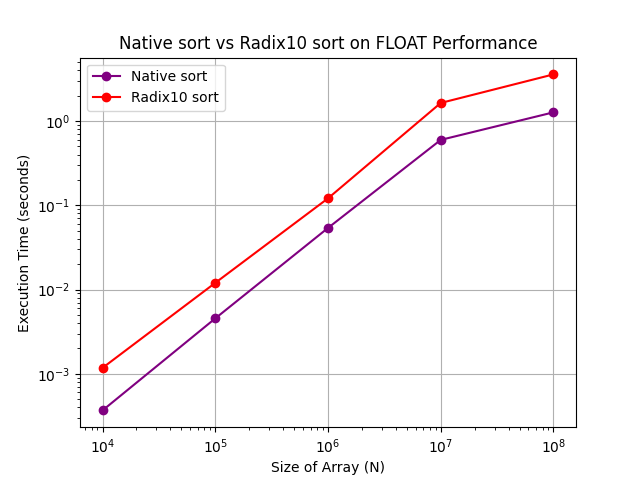 Native sort vs Radix10 sort on FLOAT Performance
Native sort
Radix10 sort
Execution Time (seconds)
10⁰
10⁻¹
10⁻²
10⁻³
10⁴ 10⁵ 10⁶ 10⁷ 10⁸
Size of Array (N)